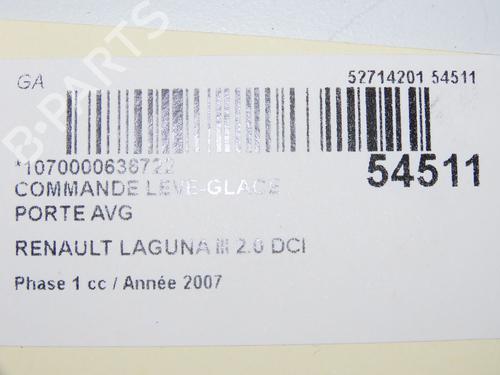 GA
52714201 54511
*1070000638722
54511
COMMANDE LEVE-GLACE
PORTE AVG
RENAULT LAGUNA III 2.0 DCI
Phase 1 cc / Année 2007
B-PARTS